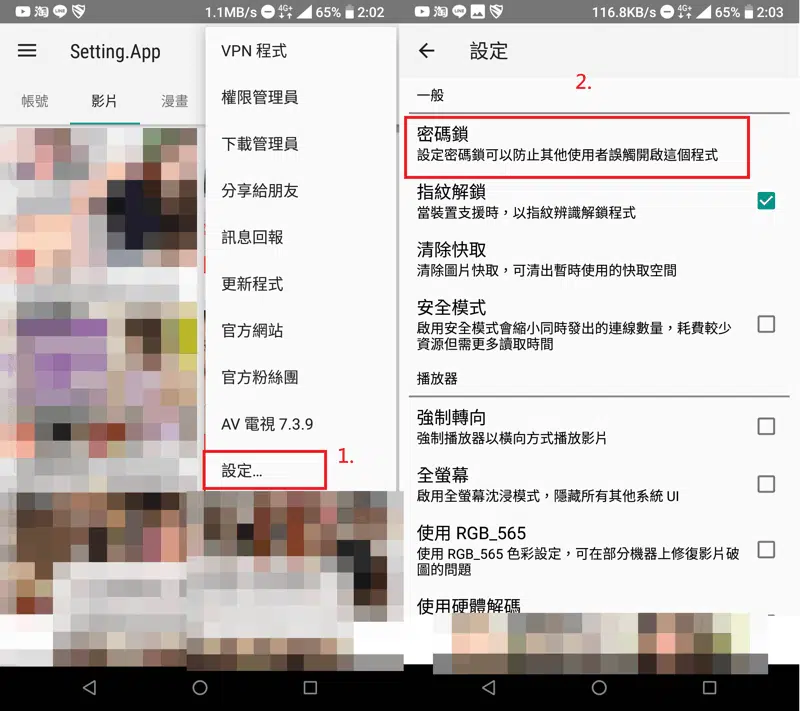 1.1MB/s 4G+ 65% 2:02
Setting.App
帳號 影片 漫畫
VPN 程式
權限管理員
下載管理員
分享給朋友
訊息回報
更新程式
官方網站
官方粉絲團
AV 電視 7.3.9
設定...
1.
116.8KB/s 4G+ 65% 2:03
設定
2.
一般
密碼鎖
設定密碼鎖可以防止其他使用者誤觸開啟這個程式
指紋解鎖
當裝置支援時，以指紋辨識解鎖程式
清除快取
清除圖片快取，可清出暫時使用的快取空間
安全模式
啟用安全模式會縮小同時發出的連線數量，耗費較少
資源但需更多讀取時間
播放器
強制轉向
強制播放器以橫向方式播放影片
全螢幕
啟用全螢幕沈浸模式，隱藏所有其他系統 UI
使用 RGB_565
使用 RGB_565 色彩設定，可在部分機器上修復影片破
圖的問題
使用硬體解碼